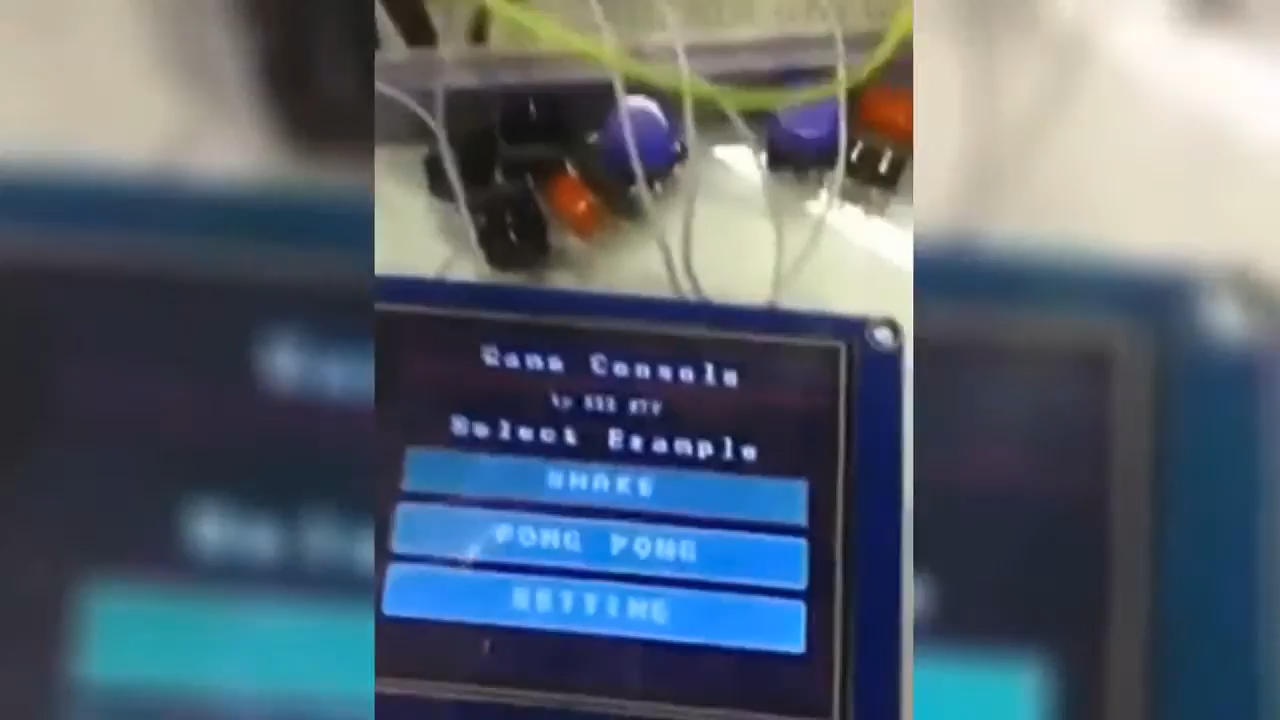 Game Console
Select Example
SNAKE
PONG PONG
SETTING